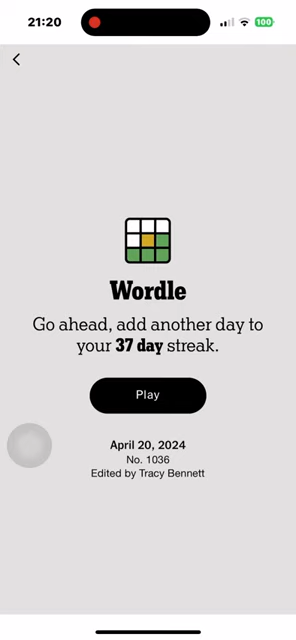 21:20
100
Wordle
Go ahead, add another day to
your 37 day streak.
Play
April 20, 2024
No. 1036
Edited by Tracy Bennett